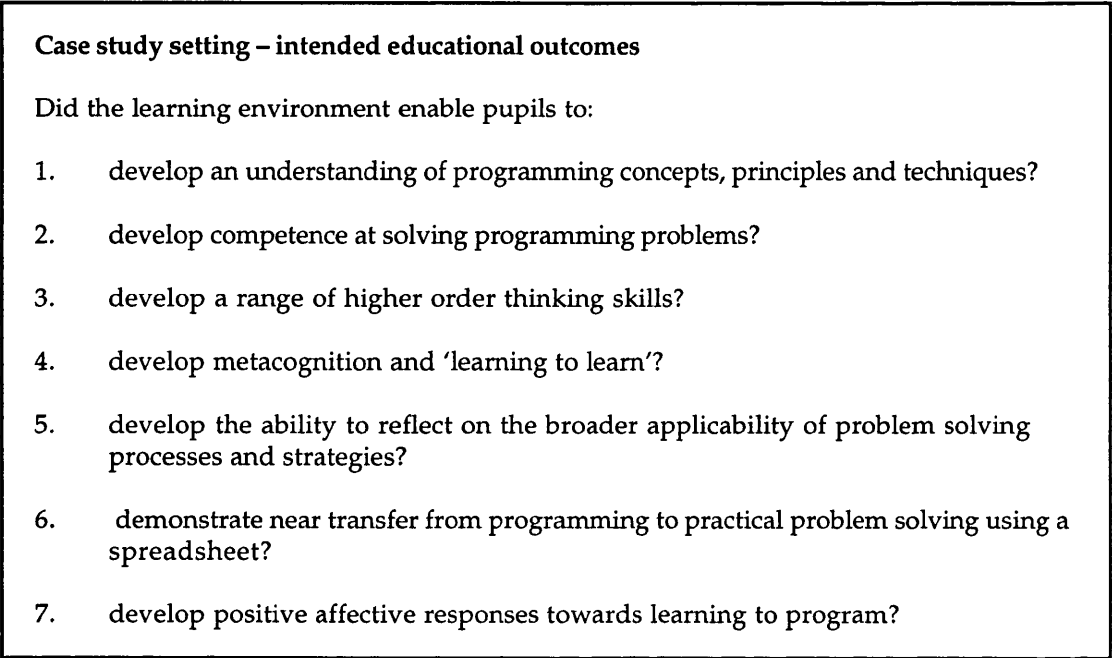 Case study setting – intended educational outcomes
Did the learning environment enable pupils to:
1. develop an understanding of programming concepts, principles and techniques?
2. develop competence at solving programming problems?
3. develop a range of higher order thinking skills?
4. develop metacognition and ‘learning to learn’?
5. develop the ability to reflect on the broader applicability of problem solving
processes and strategies?
6. demonstrate near transfer from programming to practical problem solving using a
spreadsheet?
7. develop positive affective responses towards learning to program?